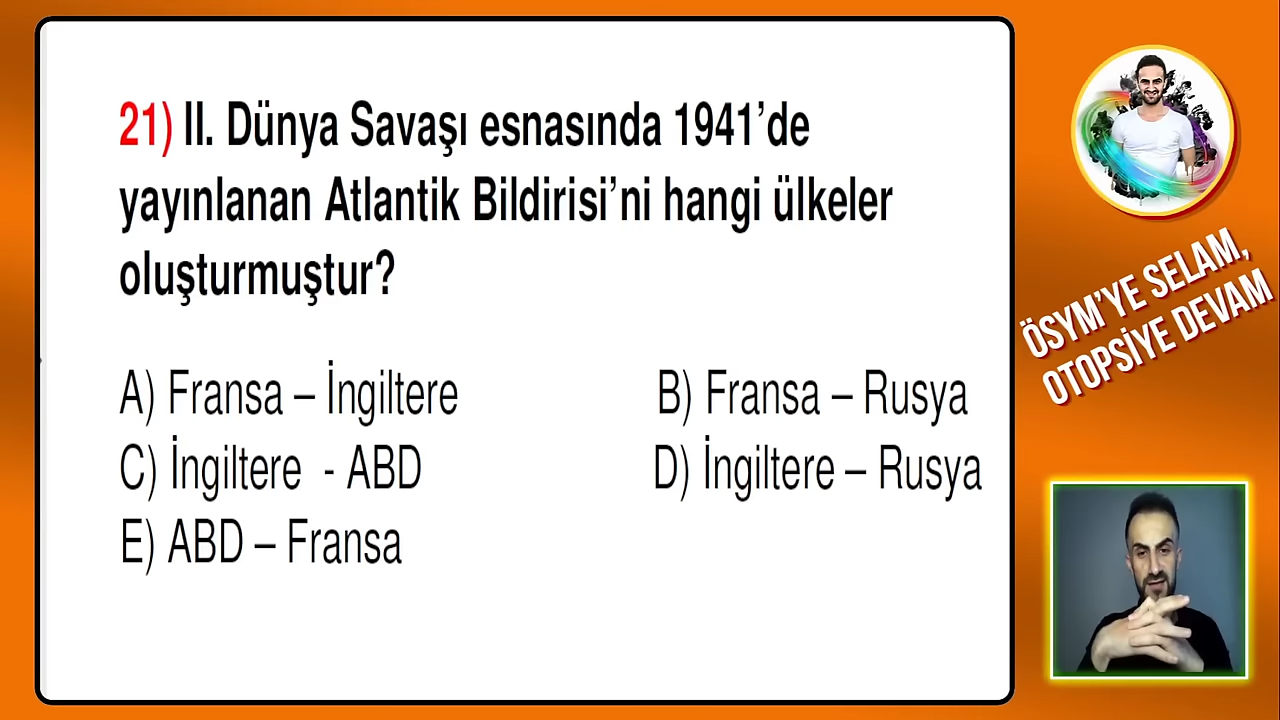 21) II. Dünya Savaşı esnasında 1941’de
yayınlanan Atlantik Bildirisi’ni hangi ülkeler
oluşturmuştur?
A) Fransa – İngiltere
B) Fransa – Rusya
C) İngiltere - ABD
D) İngiltere – Rusya
E) ABD – Fransa
ÖSYM’YE SELAM,
OTOPSİYE DEVAM